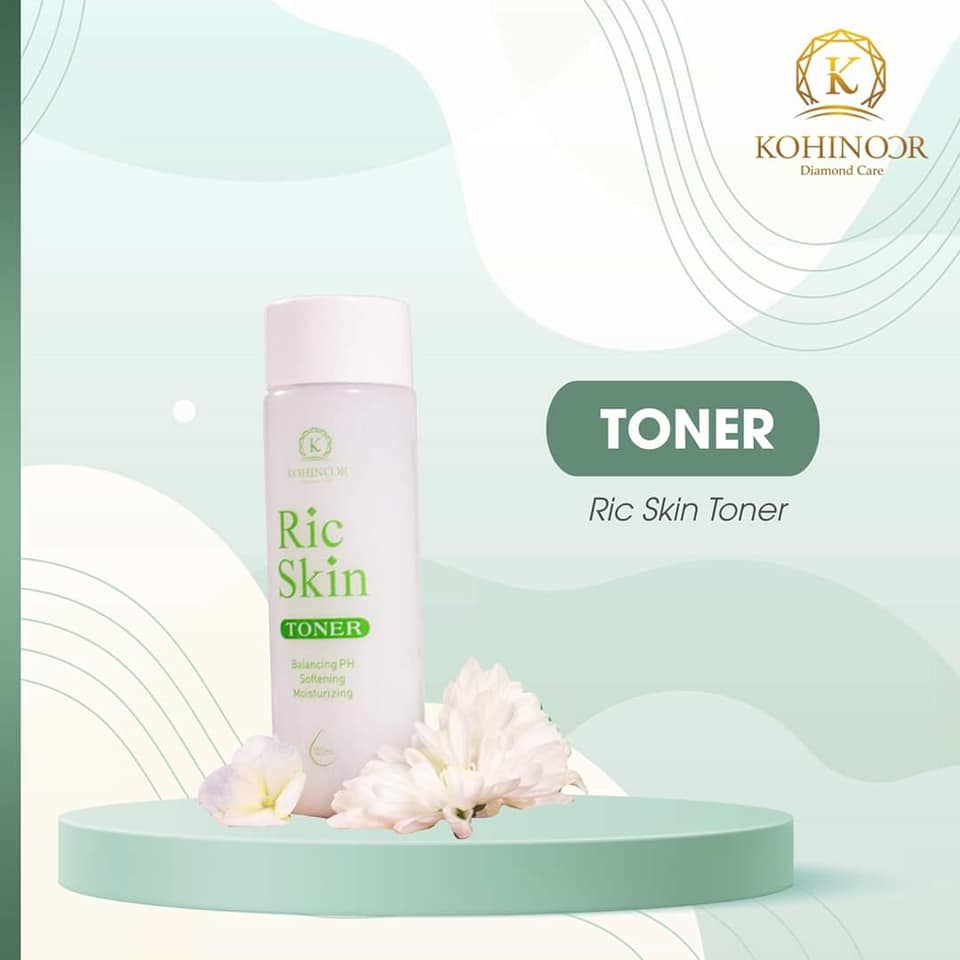 K
KOHINOOR
Diamond Care
TONER
Ric Skin Toner
K
KOHINOOR
Ric
Skin
TONER
Balancing PH
Softening
Moisturizing